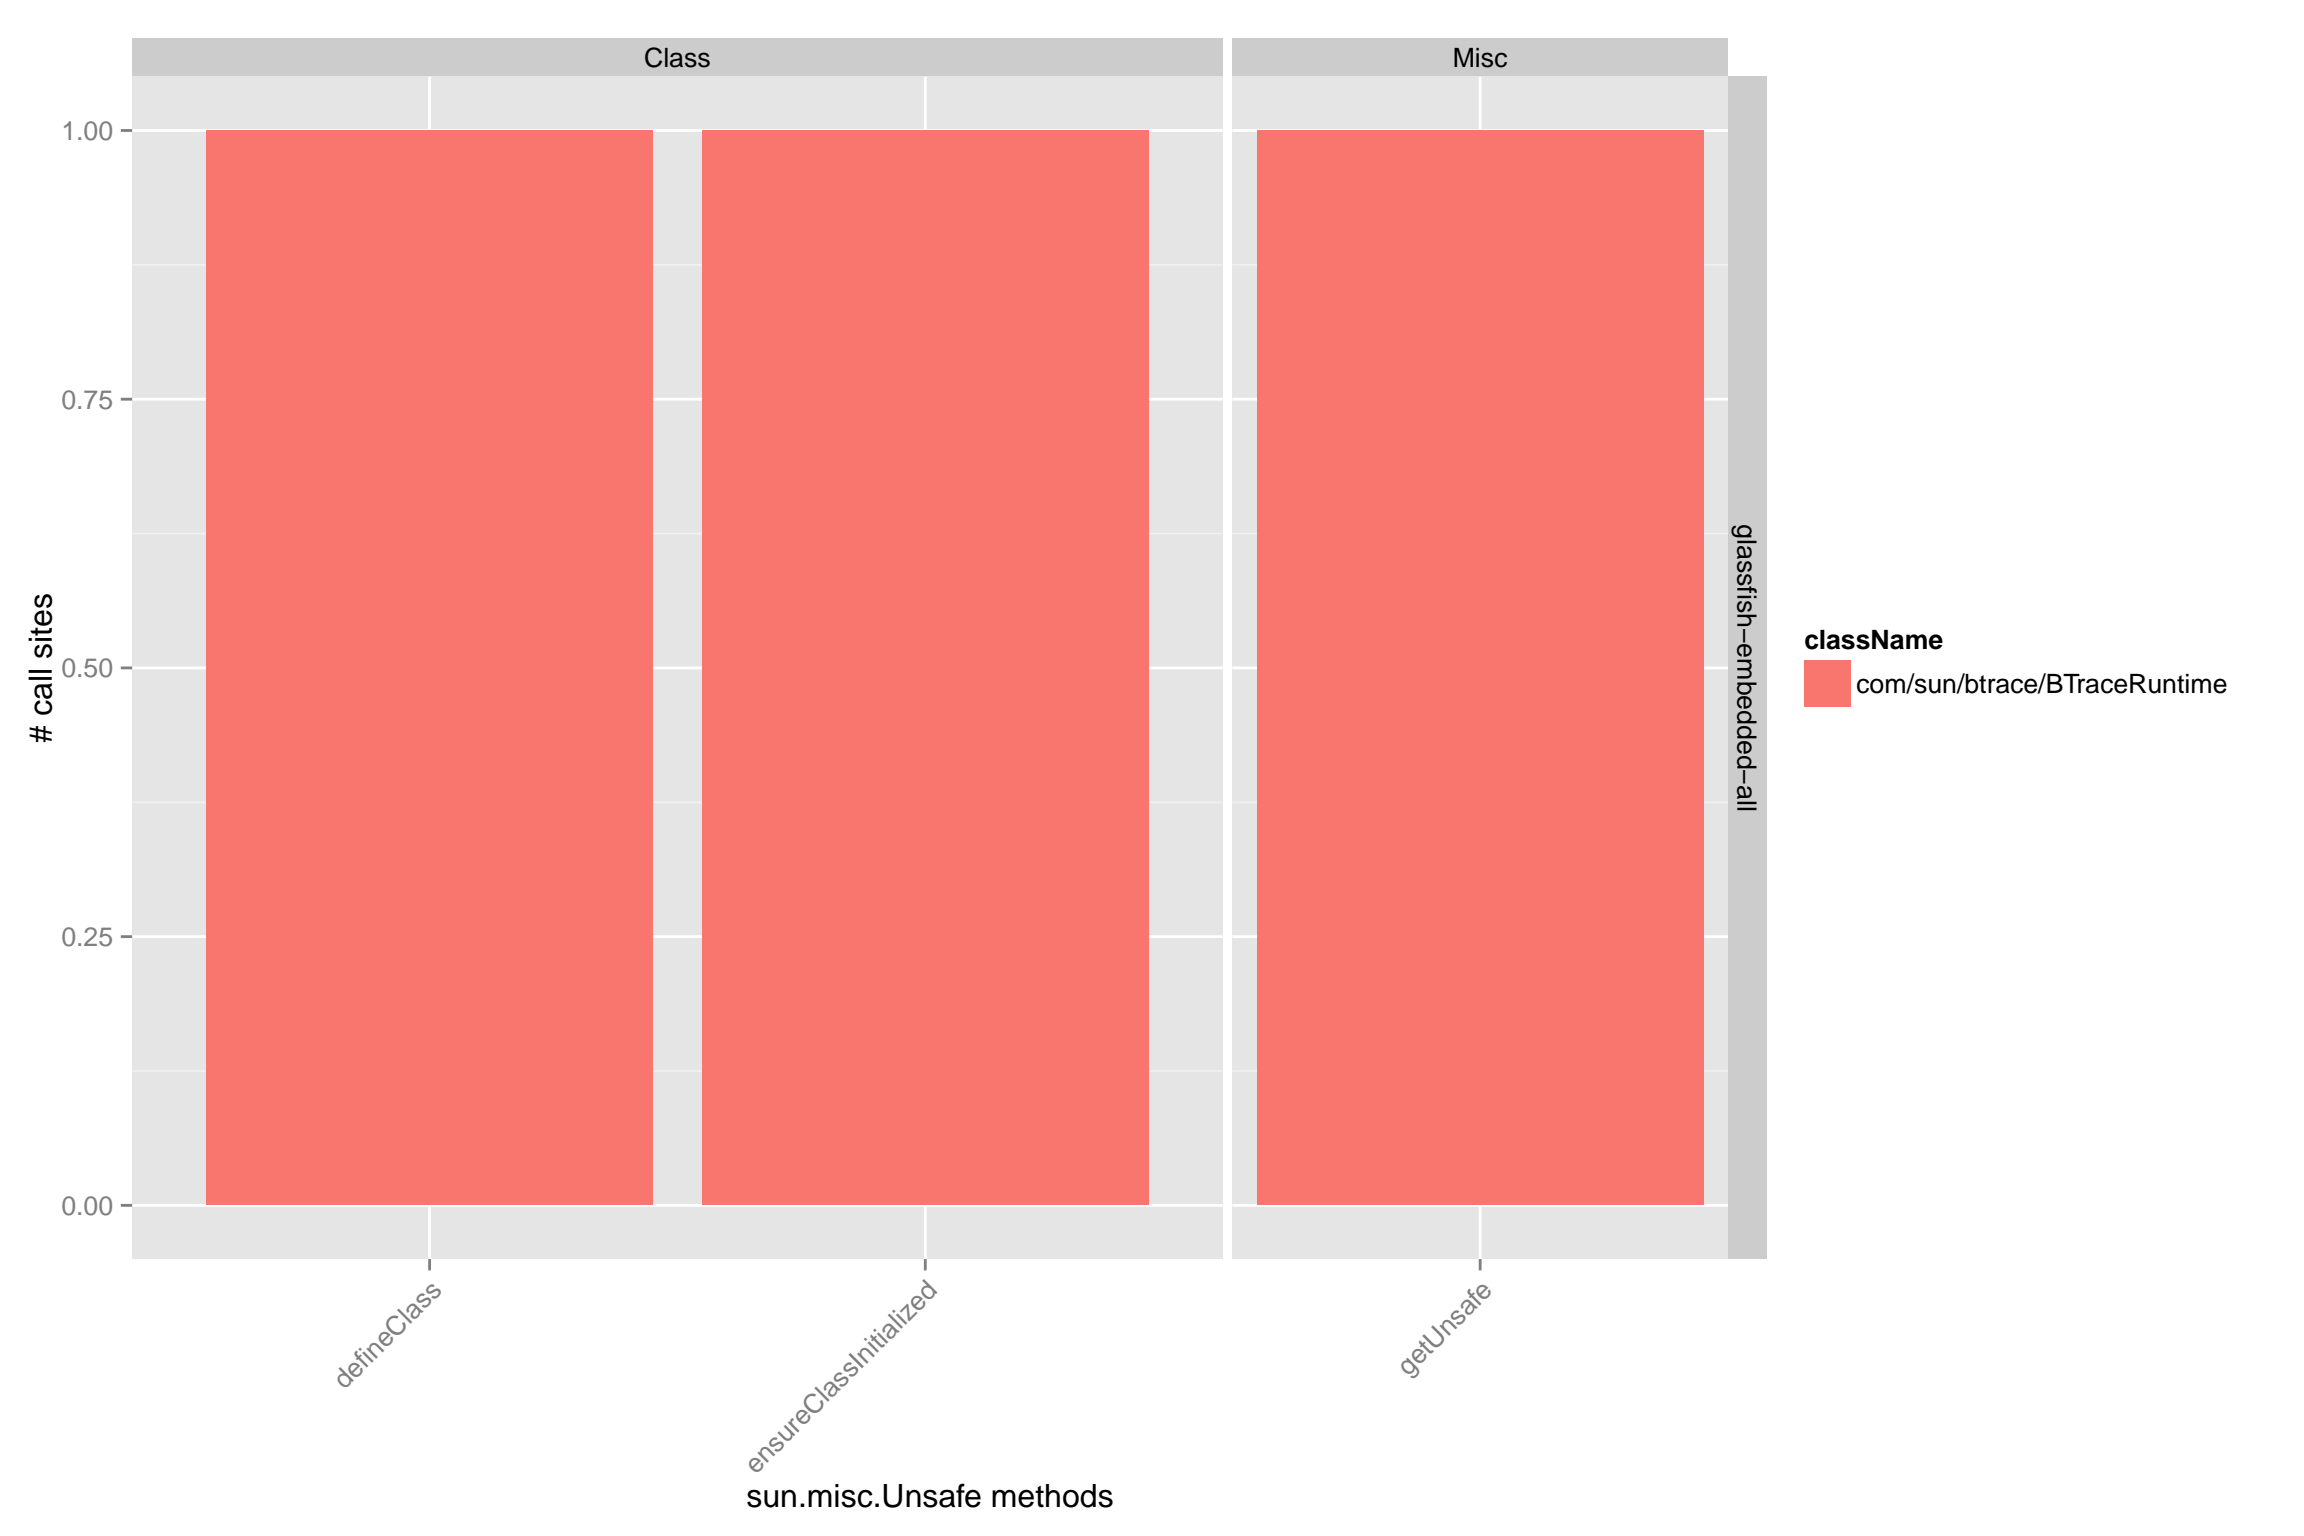 Class
Misc
1.00
0.75
0.50
0.25
0.00
# call sites
glassfish−embedded−all
className
com/sun/btrace/BTraceRuntime
defineClass
ensureClassInitialized
getUnsafe
sun.misc.Unsafe methods